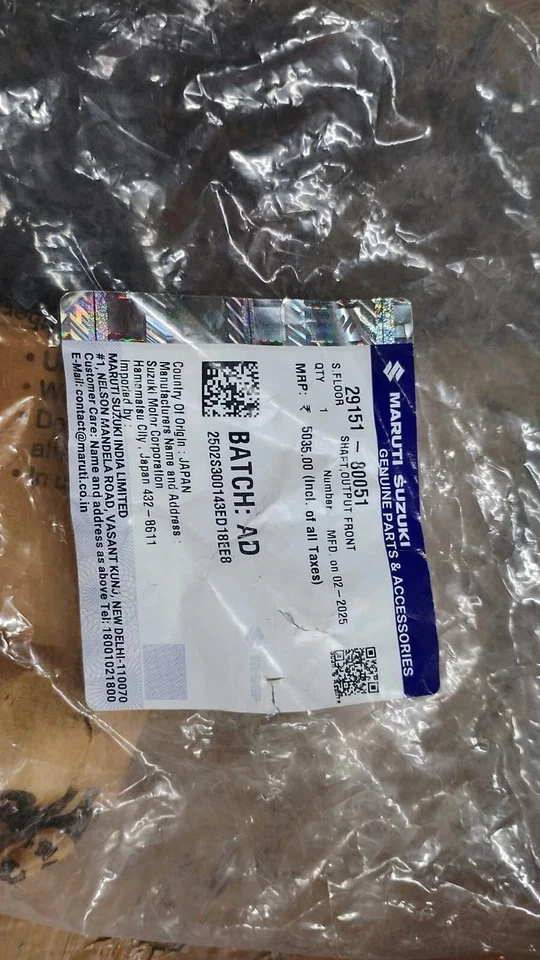 MARUTI SUZUKI
GENUINE PARTS & ACCESSORIES
29151 - 80051
S.FLOOR SHAFT,OUTPUT FRONT
QTY 1 Number MFD. on 02-2025
MRP: ₹ 5035.00 (Incl. of all Taxes)
BATCH: AD
2502S300143ED18EE8
Country Of Origin : JAPAN
Manufacturers Name and Address :
Suzuki Motor Corporation
Hamamatsu City, Japan 432-8611
Imported by :
MARUTI SUZUKI INDIA LIMITED
#1, NELSON MANDELA ROAD, VASANT KUNJ, NEW DELHI-110070
Customer Care: Name and address as above Tel: 18001021800
E-Mail: contact@maruti.co.in